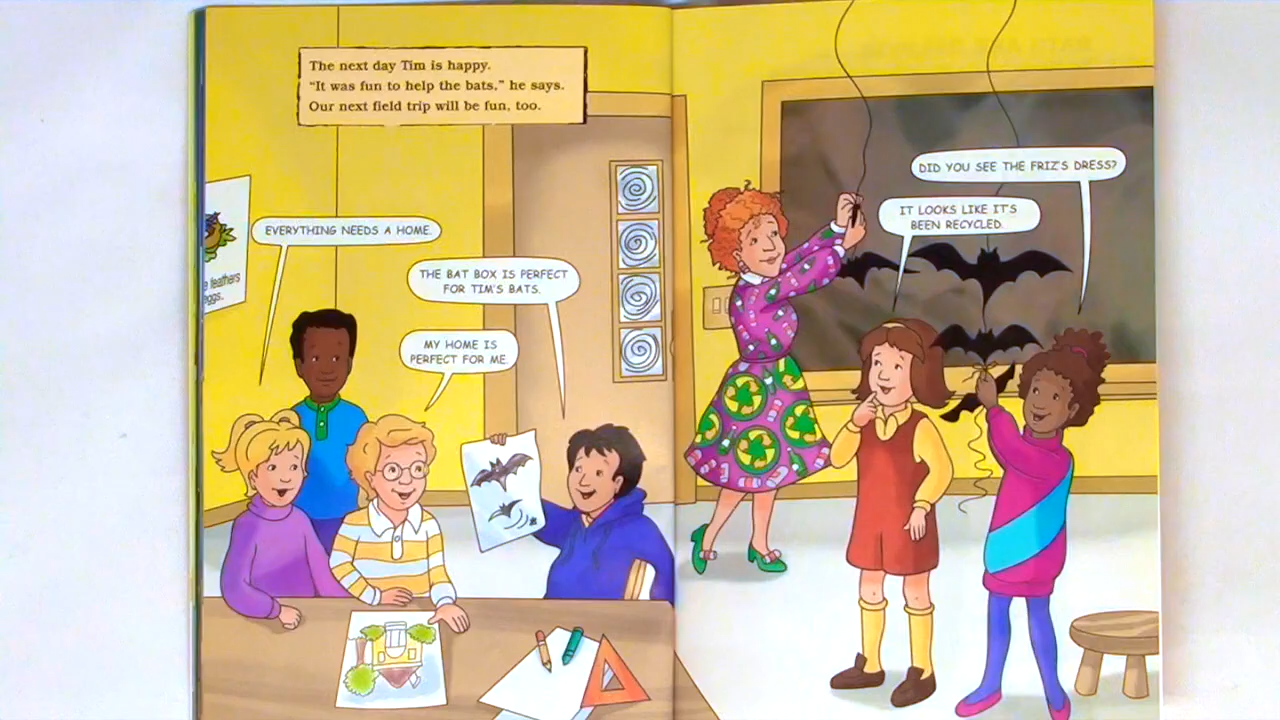 The next day Tim is happy.
"It was fun to help the bats," he says.
Our next field trip will be fun, too.
EVERYTHING NEEDS A HOME.
THE BAT BOX IS PERFECT
FOR TIM'S BATS.
MY HOME IS
PERFECT FOR ME.
feathers
eggs.
DID YOU SEE THE FRIZ'S DRESS?
IT LOOKS LIKE IT'S
BEEN RECYCLED.